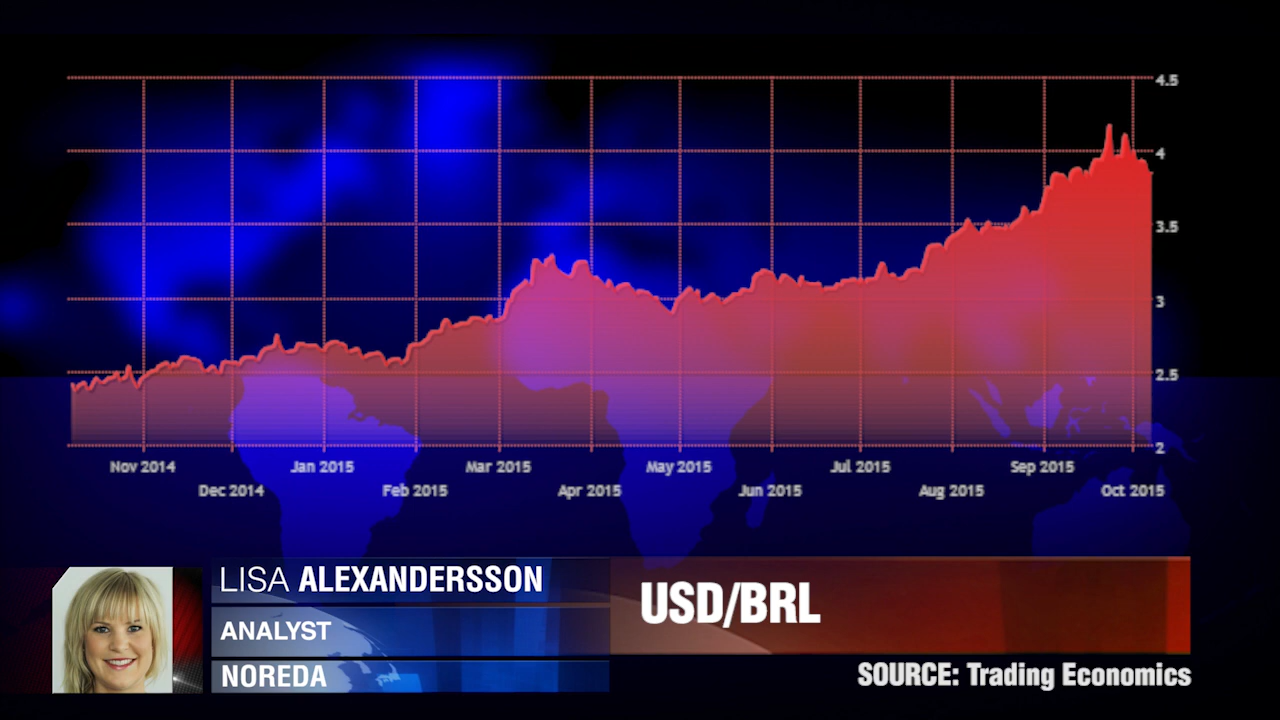 4.5
4
3.5
3
2.5
2
Nov 2014
Jan 2015
Mar 2015
May 2015
Jul 2015
Sep 2015
Dec 2014
Feb 2015
Apr 2015
Jun 2015
Aug 2015
Oct 2015
LISA ALEXANDERSSON
ANALYST
NOREDA
USD/BRL
SOURCE: Trading Economics